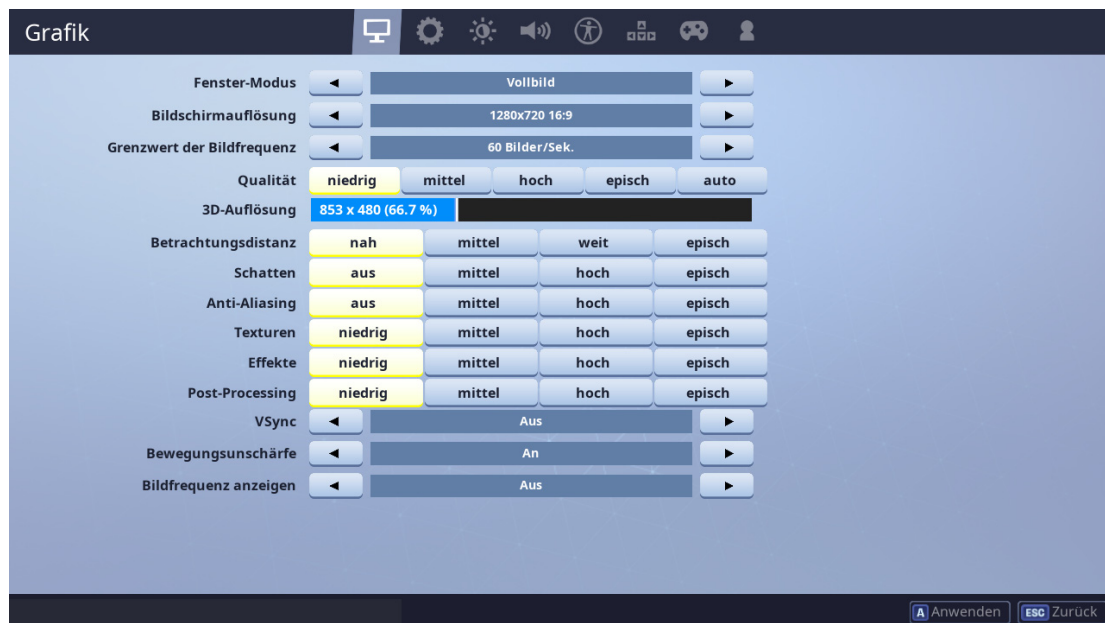 Grafik
Fenster-Modus Vollbild
Bildschirmauflösung 1280x720 16:9
Grenzwert der Bildfrequenz 60 Bilder/Sek.
Qualität niedrig mittel hoch episch auto
3D-Auflösung 853 x 480 (66.7 %)
Betrachtungsdistanz nah mittel weit episch
Schatten aus mittel hoch episch
Anti-Aliasing aus mittel hoch episch
Texturen niedrig mittel hoch episch
Effekte niedrig mittel hoch episch
Post-Processing niedrig mittel hoch episch
VSync Aus
Bewegungsunschärfe An
Bildfrequenz anzeigen Aus
A Anwenden ESC Zurück